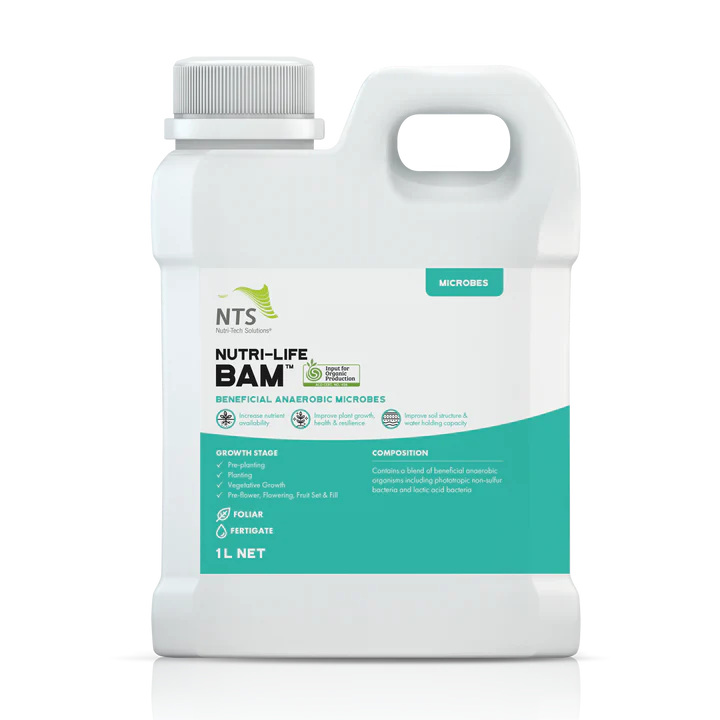 MICROBES
NTS
Nutri-Tech Solutions®
NUTRI-LIFE
BAM™
Input for
Organic
Production
BENEFICIAL ANAEROBIC MICROBES
Increase nutrient
availability
Improve plant growth,
health & resilience
Improve soil structure &
water holding capacity
GROWTH STAGE
✓ Pre-planting
✓ Planting
✓ Vegetative Growth
✓ Pre-flower, Flowering, Fruit Set & Fill
COMPOSITION
Contains a blend of beneficial anaerobic
organisms including phototropic non-sulfur
bacteria and lactic acid bacteria
FOLIAR
FERTIGATE
1 L NET